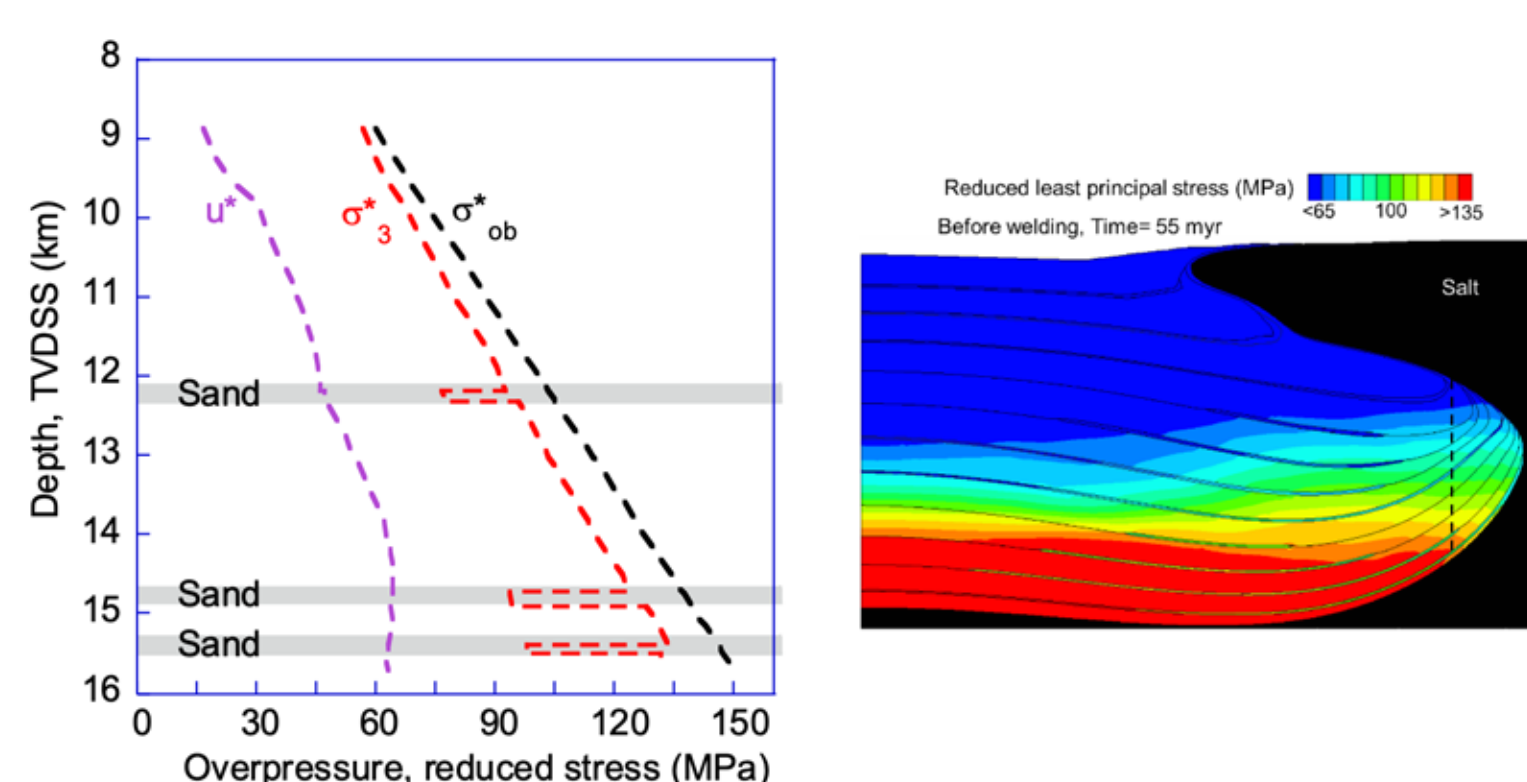 8
9
10
11
12
13
14
15
16
Depth, TVDSS (km)
u*
σ*3
σ*ob
Sand
Sand
Sand
0 30 60 90 120 150
Overpressure, reduced stress (MPa)
Reduced least principal stress (MPa)
<65 100 >135
Before welding, Time= 55 myr
Salt